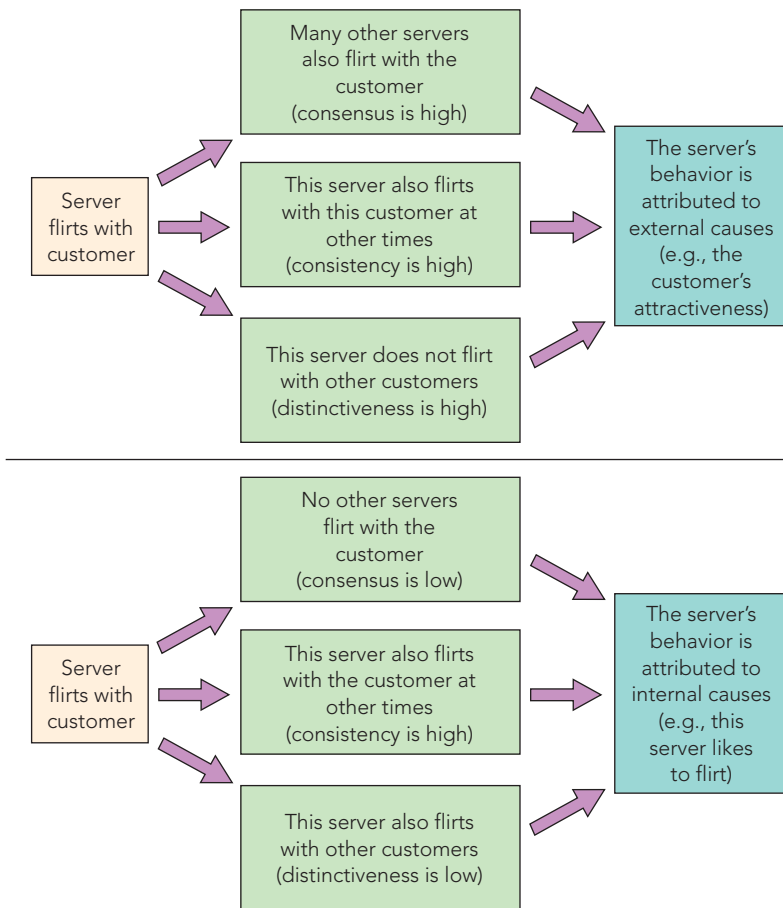 Server
flirts with
customer
Many other servers
also flirt with the
customer
(consensus is high)
This server also flirts
with this customer at
other times
(consistency is high)
This server does not flirt
with other customers
(distinctiveness is high)
The server’s
behavior is
attributed to
external causes
(e.g., the
customer’s
attractiveness)
Server
flirts with
customer
No other servers
flirt with the
customer
(consensus is low)
This server also flirts
with the customer at
other times
(consistency is high)
This server also flirts
with other customers
(distinctiveness is low)
The server’s
behavior is
attributed to
internal causes
(e.g., this
server likes
to flirt)